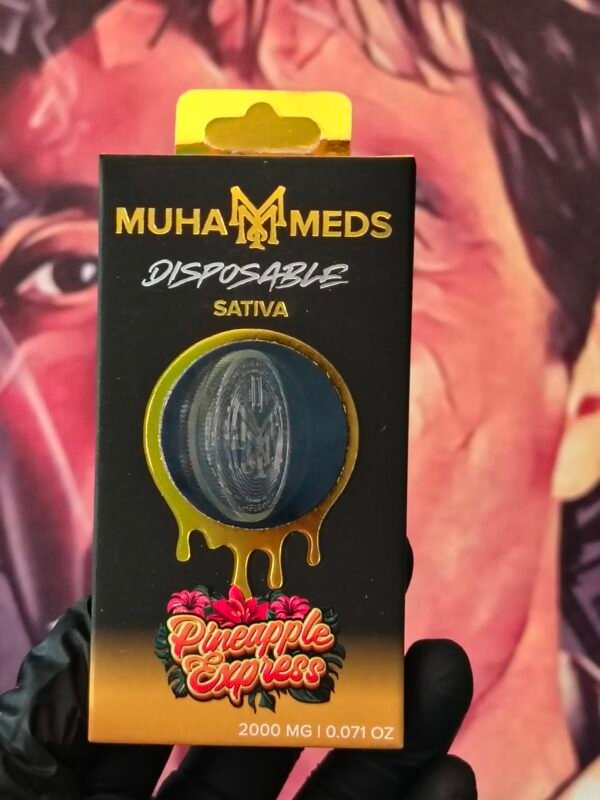 MUHA MEDS
DISPOSABLE
SATIVA
Pineapple
Express
2000 MG | 0.071 OZ